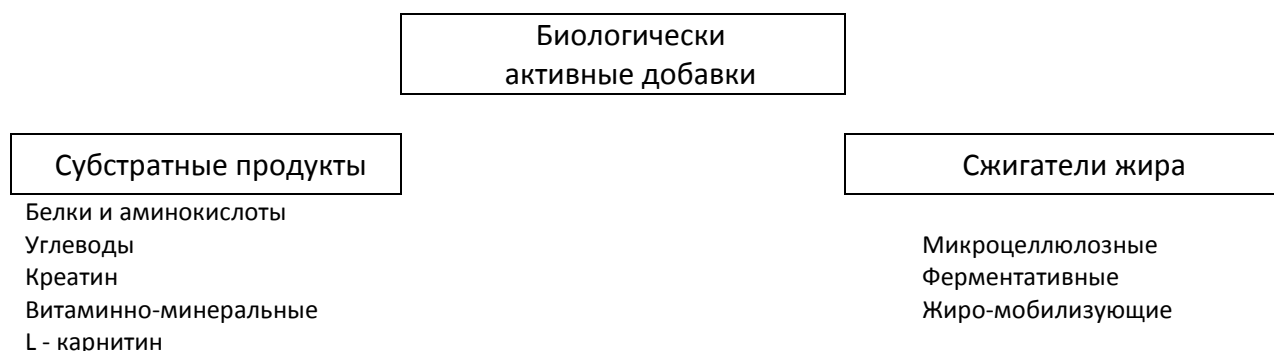 Биологически
активные добавки
Субстратные продукты
Сжигатели жира
Белки и аминокислоты
Углеводы
Креатин
Витаминно-минеральные
L - карнитин
Микроцеллюлозные
Ферментативные
Жиро-мобилизующие